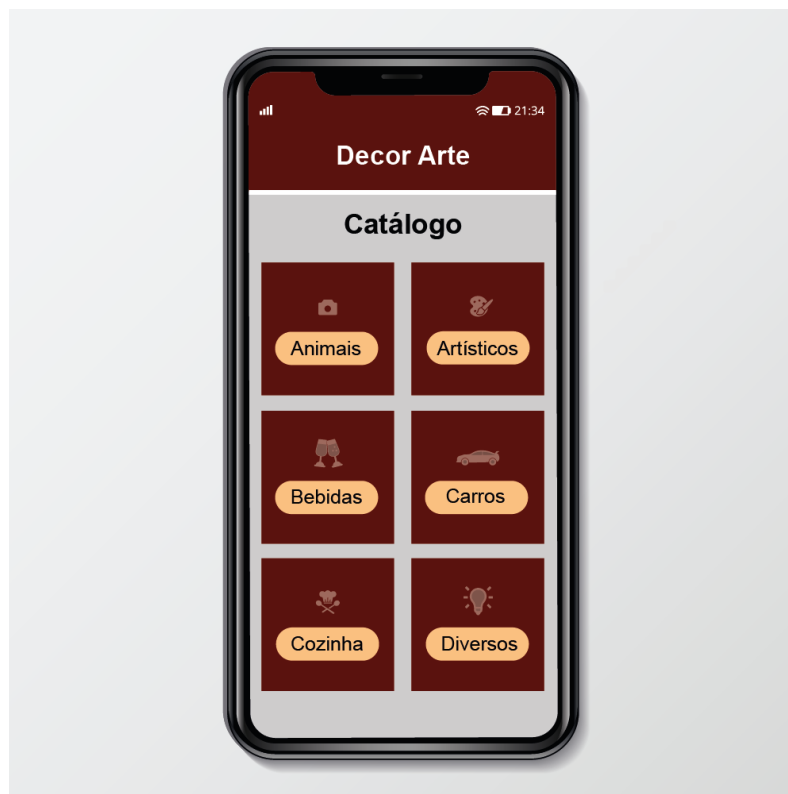 21:34
Decor Arte
Catálogo
Animais
Artísticos
Bebidas
Carros
Cozinha
Diversos